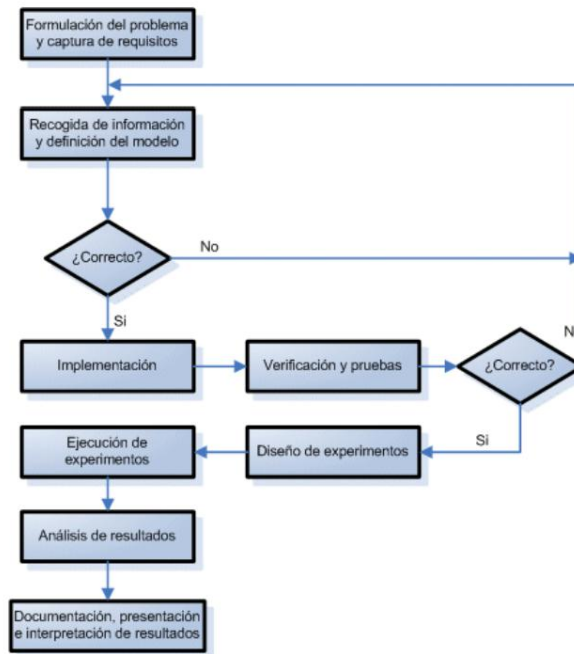 Formulación del problema
y captura de requisitos
Recogida de información
y definición del modelo
¿Correcto?
No
Si
Implementación
Verificación y pruebas
¿Correcto?
Si
Diseño de experimentos
Ejecución de
experimentos
Análisis de resultados
Documentación, presentación
e interpretación de resultados